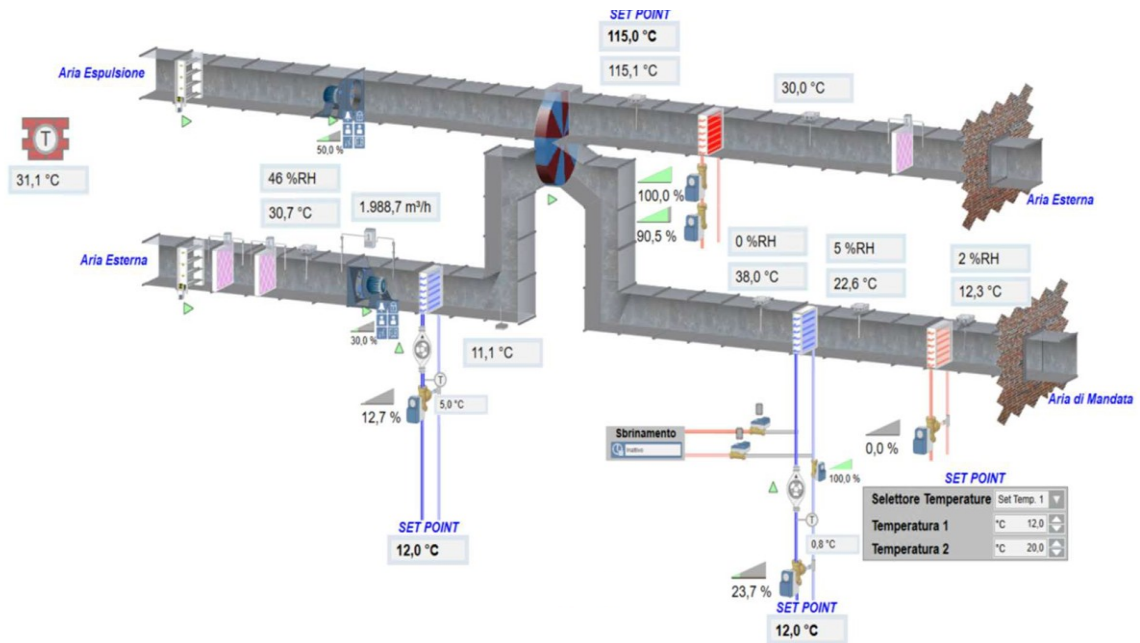 SET POINT
115,0 °C
115,1 °C
30,0 °C
Aria Espulsione
T
31,1 °C
50,0 %
46 %RH
30,7 °C
1.988,7 m³/h
100,0 %
90,5 %
Aria Esterna
Aria Esterna
0 %RH
38,0 °C
5 %RH
22,6 °C
2 %RH
12,3 °C
30,0 %
11,1 °C
T
12,7 %
5,0 °C
Aria di Mandata
Sbrinamento
Inattivo
0,0 %
100,0 %
SET POINT
Selettore Temperature Set Temp. 1
Temperatura 1 °C 12,0
Temperatura 2 °C 20,0
T
0,8 °C
23,7 %
SET POINT
12,0 °C
SET POINT
12,0 °C